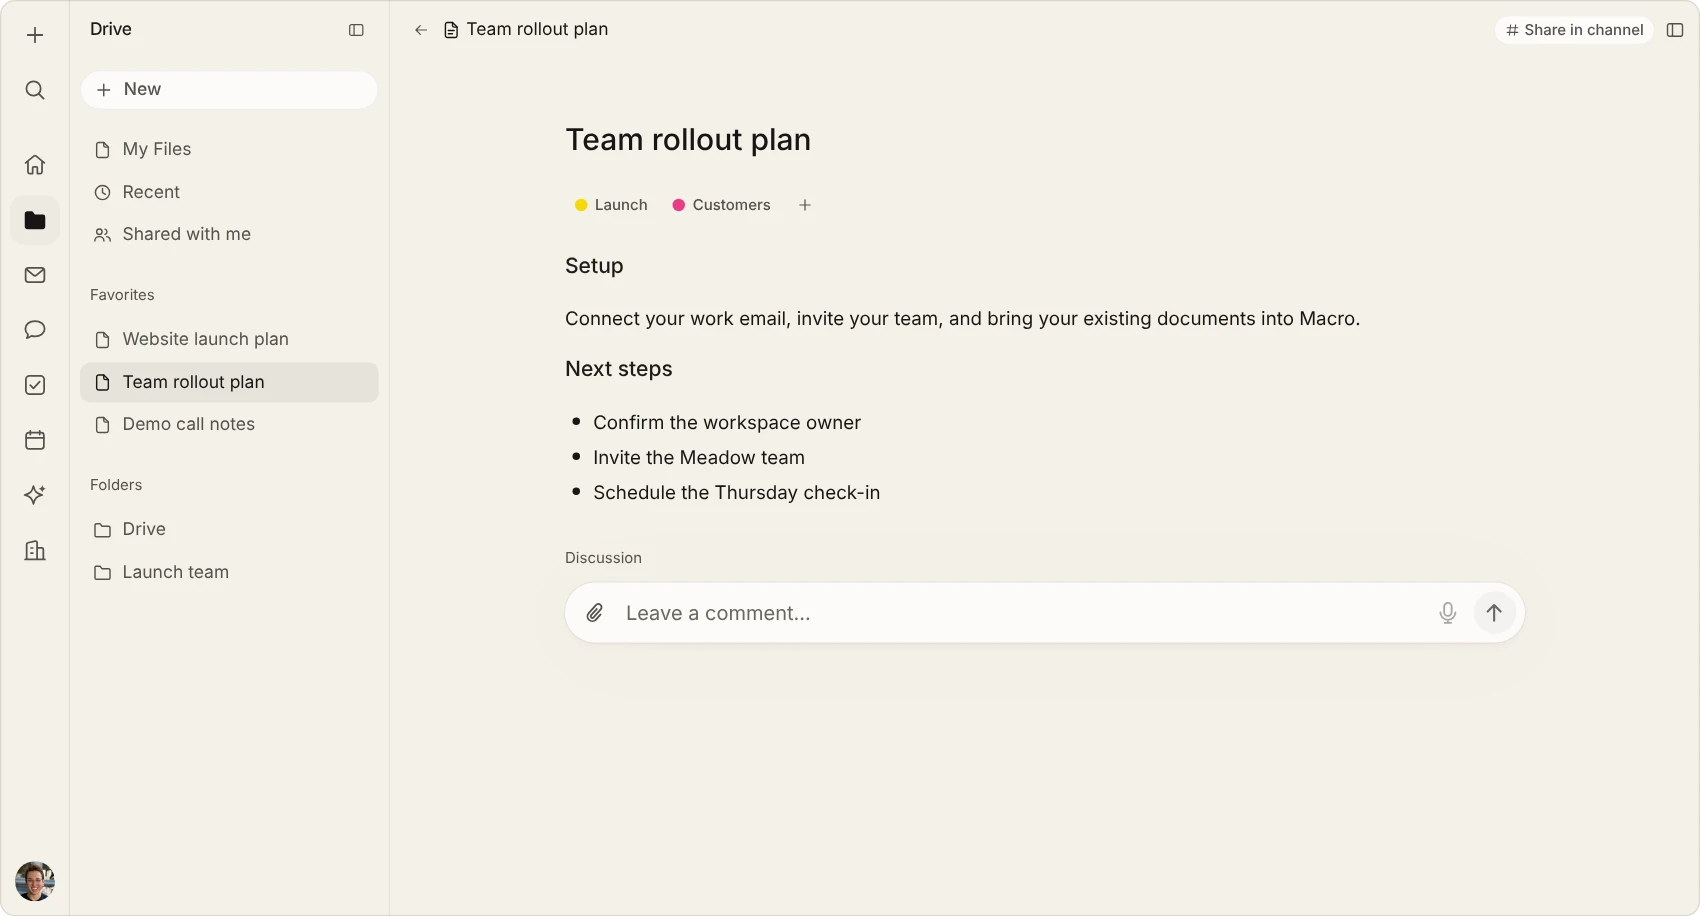 Drive
New
My Files
Recent
Shared with me
Favorites
Website launch plan
Team rollout plan
Demo call notes
Folders
Drive
Launch team
Team rollout plan
# Share in channel
Team rollout plan
Launch Customers
Setup
Connect your work email, invite your team, and bring your existing documents into Macro.
Next steps
• Confirm the workspace owner
• Invite the Meadow team
• Schedule the Thursday check-in
Discussion
Leave a comment...